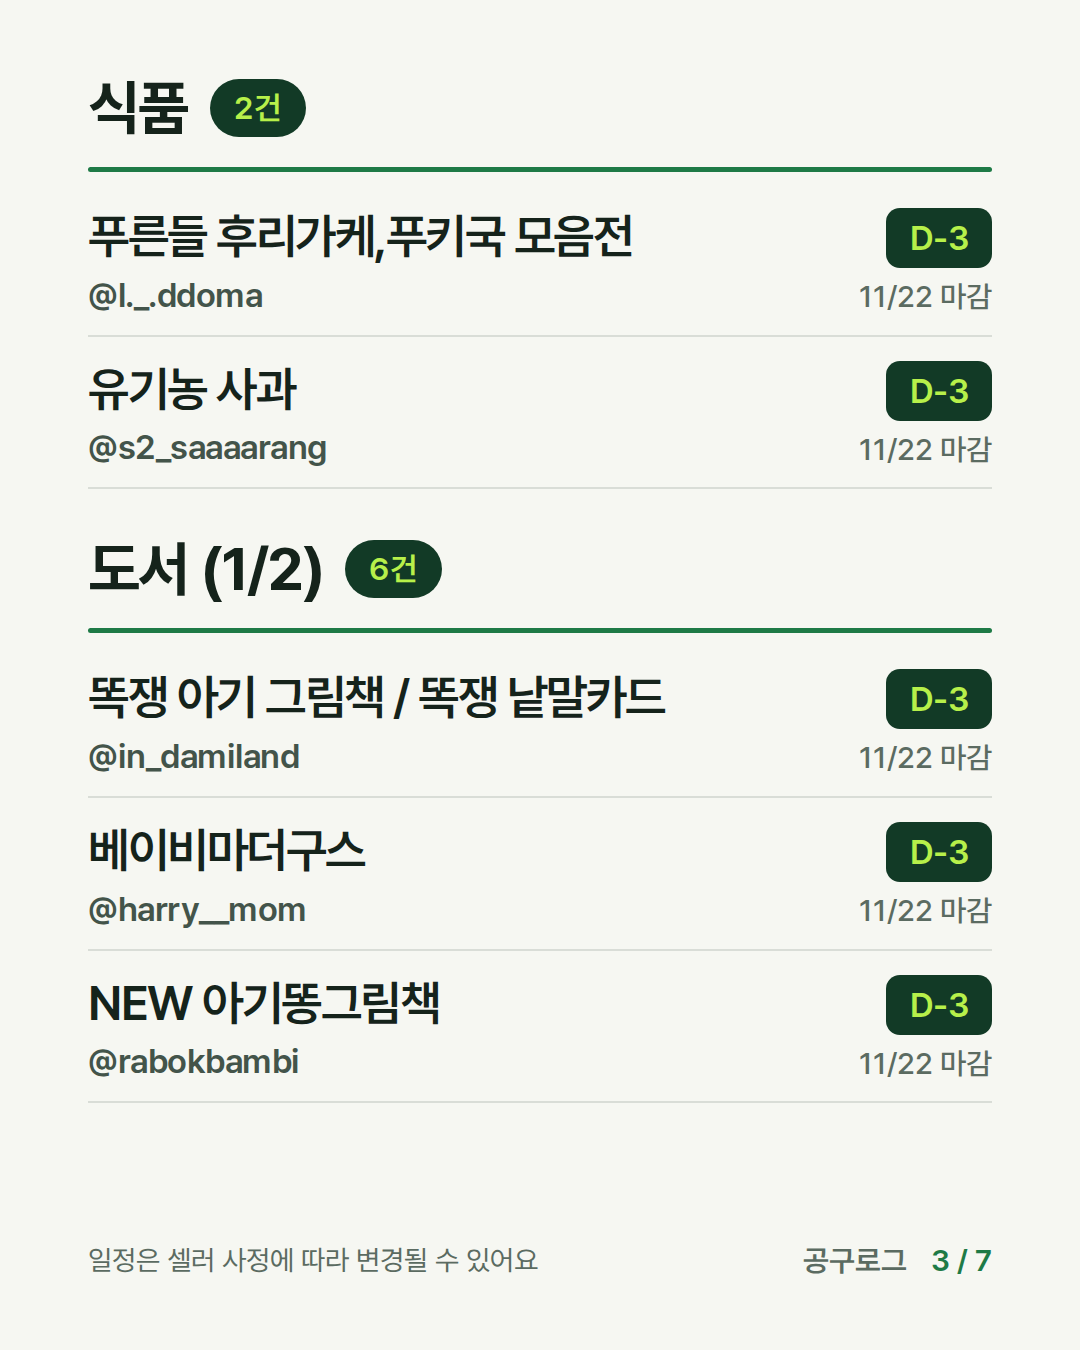 식품 2건
푸른들 후리가케,푸키국 모음전 D-3
@l._.ddoma 11/22 마감
유기농 사과 D-3
@s2_saaaarang 11/22 마감
도서 (1/2) 6건
똑쟁 아기 그림책 / 똑쟁 낱말카드 D-3
@in_damiland 11/22 마감
베이비마더구스 D-3
@harry__mom 11/22 마감
NEW 아기똥그림책 D-3
@rabokbambi 11/22 마감
일정은 셀러 사정에 따라 변경될 수 있어요 공구로그 3 / 7